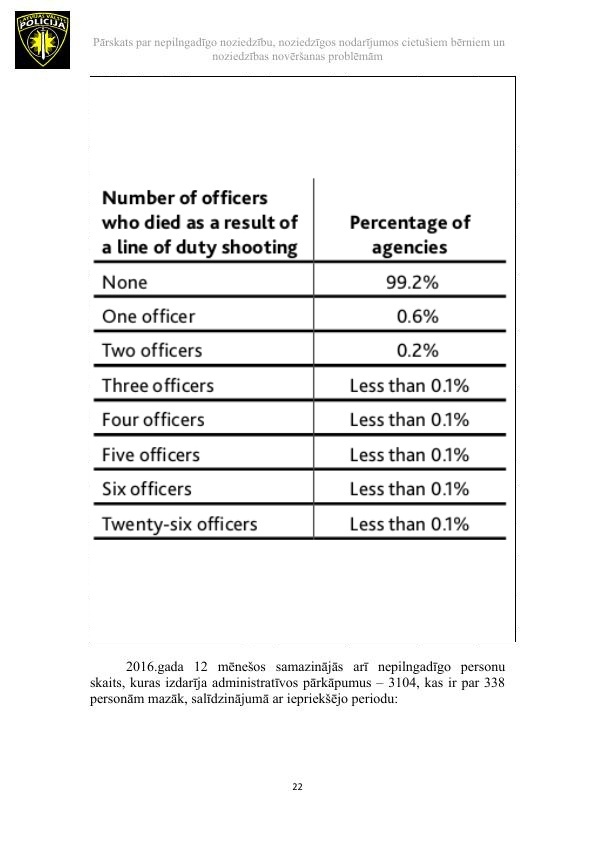 POLICIJA
Pārskats par nepilngadīgo noziedzību, noziedzīgos nodarījumos cietušiem bērniem un
noziedzības novēršanas problēmām
Number of officers
who died as a result of
a line of duty shooting
Percentage of
agencies
None 99.2%
One officer 0.6%
Two officers 0.2%
Three officers Less than 0.1%
Four officers Less than 0.1%
Five officers Less than 0.1%
Six officers Less than 0.1%
Twenty-six officers Less than 0.1%
2016.gada 12 mēnešos samazinājās arī nepilngadīgo personu
skaits, kuras izdarīja administratīvos pārkāpumus – 3104, kas ir par 338
personām mazāk, salīdzinājumā ar iepriekšējo periodu:
22